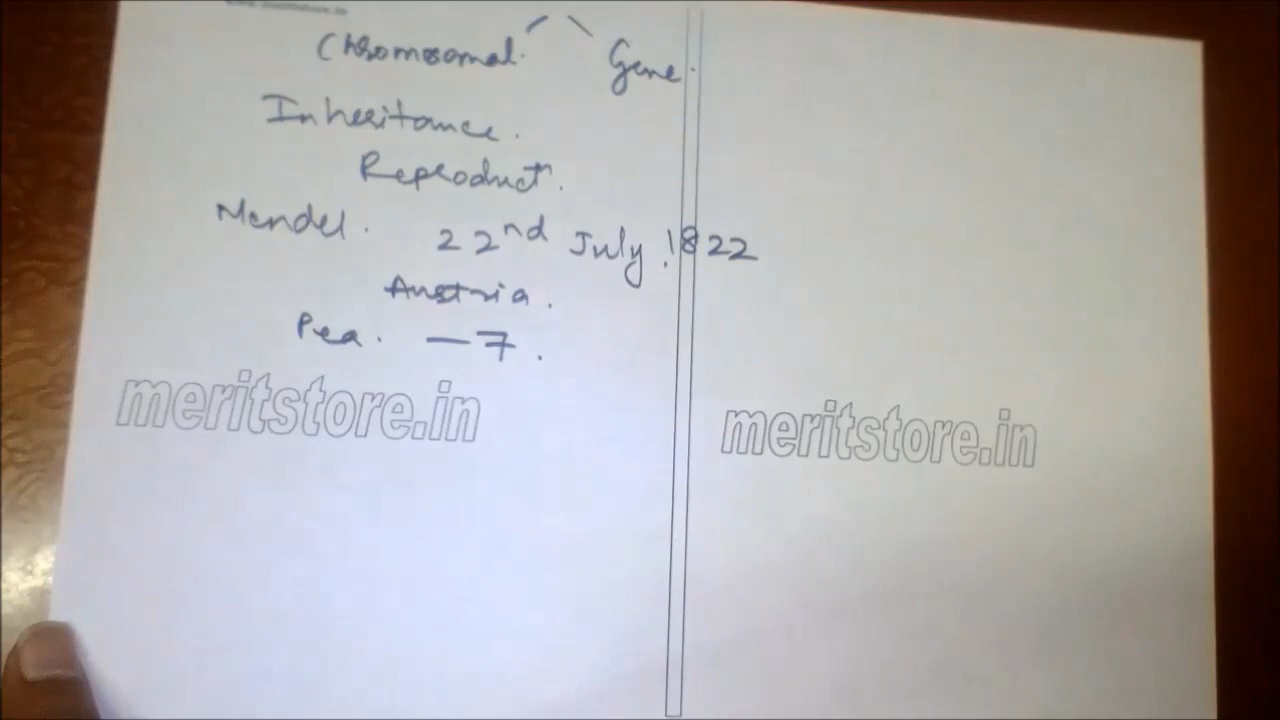 Chromosomal. Gene.
Inheritance.
Reproductn.
Mendel. 22nd July 1822
Austria.
Pea. — 7.
meritstore.in meritstore.in